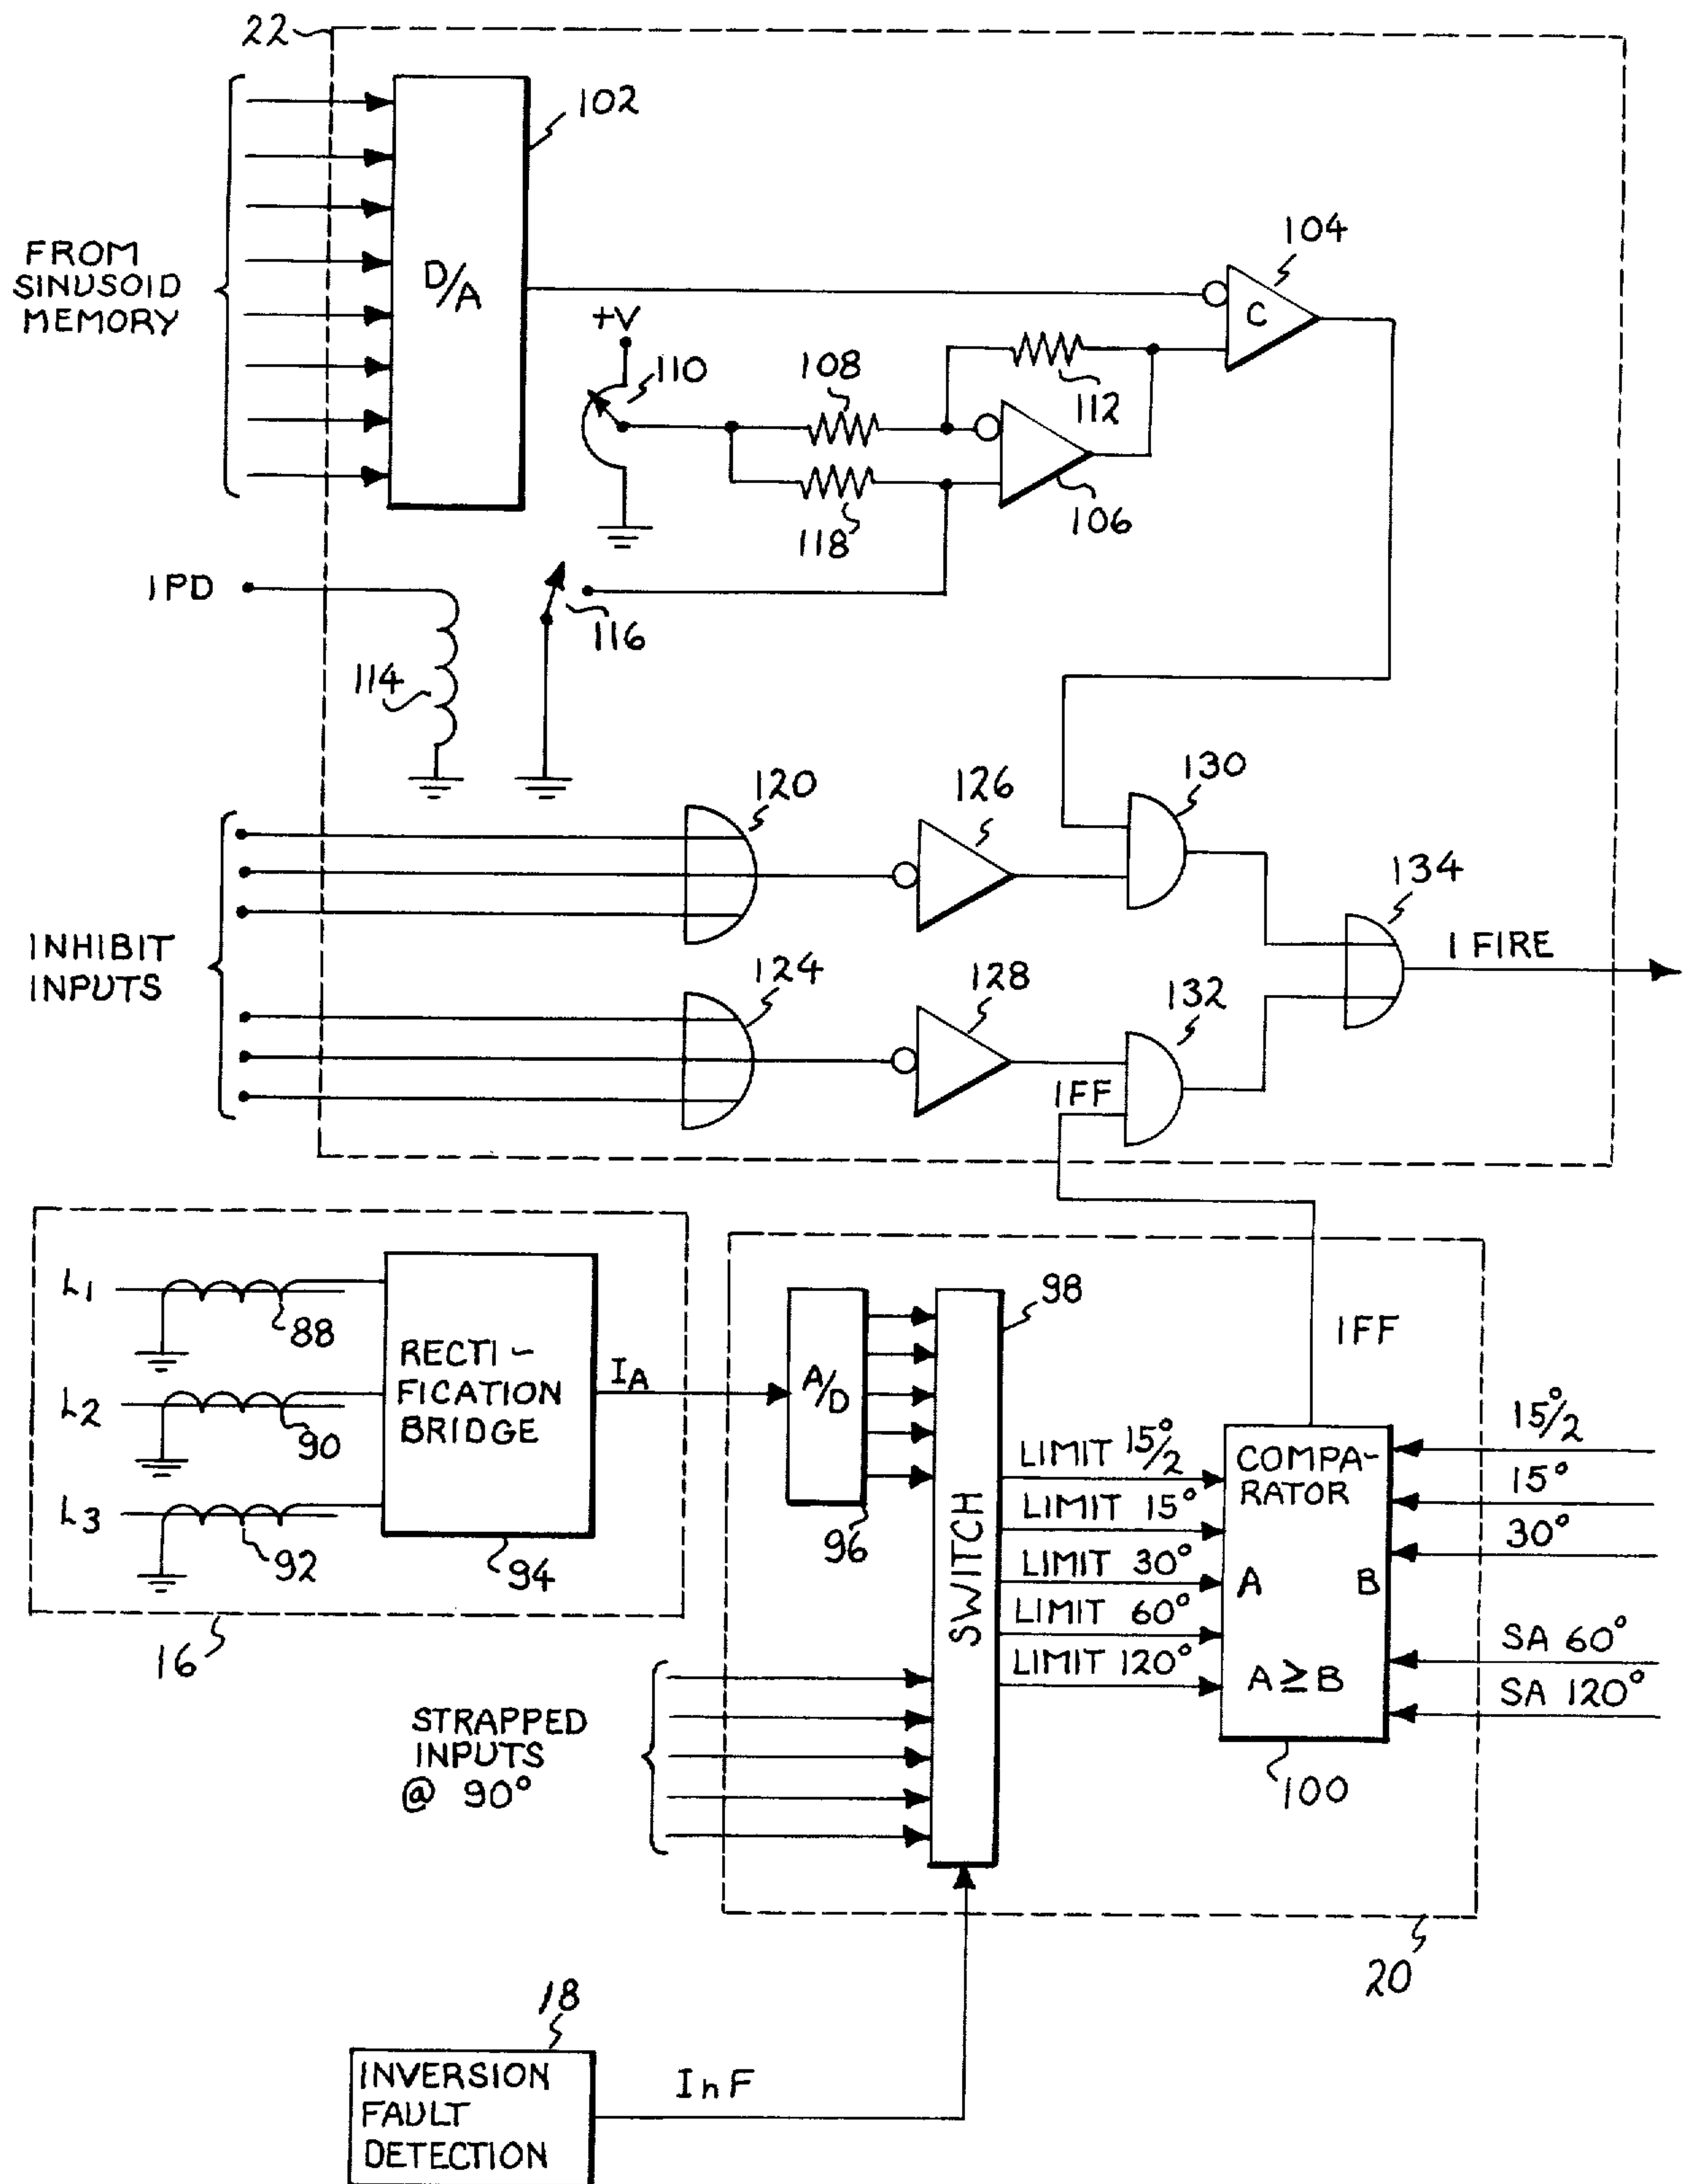 22
102
FROM
SINUSOID
MEMORY
D/A
104
C
+V
110
108
112
106
118
IPD
116
114
120
126
130
134
INHIBIT
INPUTS
I FIRE
124
128
132
IFF
L1
88
RECTI-
FICATION
BRIDGE
IA
L2
90
L3
92
94
16
A/D
96
98
SWITCH
IFF
LIMIT 15°/2
LIMIT 15°
LIMIT 30°
LIMIT 60°
LIMIT 120°
COMPA-
RATOR
A B
A ≥ B
100
15°/2
15°
30°
SA 60°
SA 120°
STRAPPED
INPUTS
@ 90°
20
18
INVERSION
FAULT
DETECTION
InF